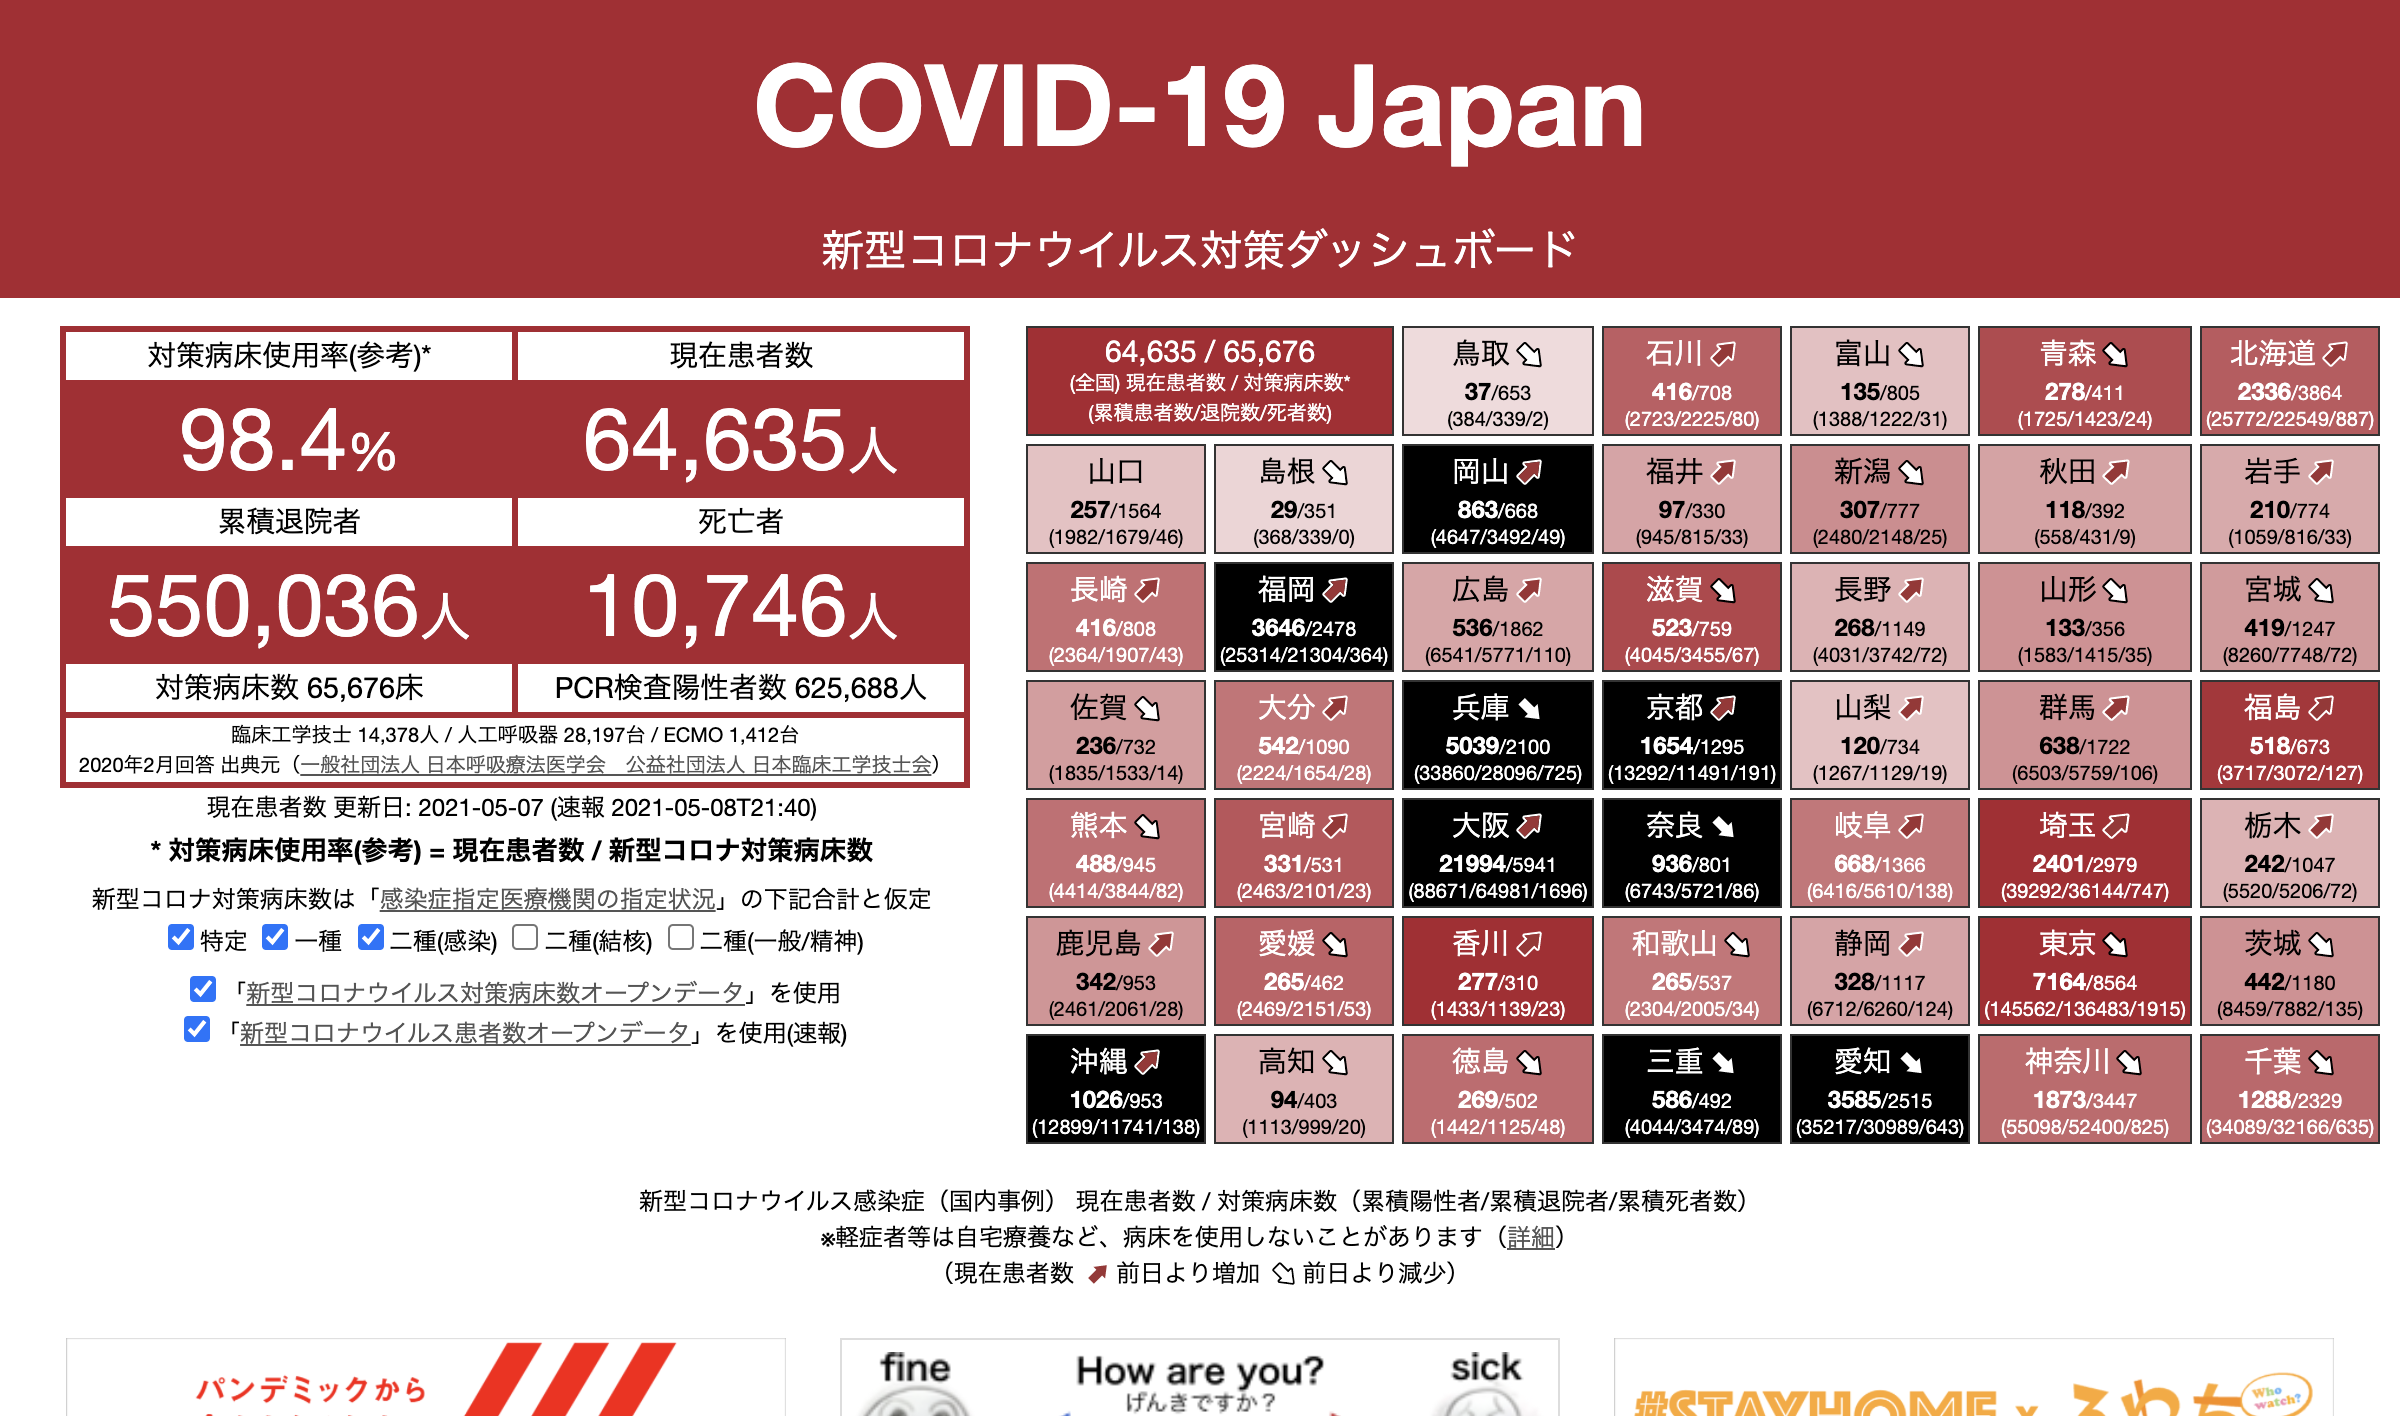 COVID-19 Japan
新型コロナウイルス対策ダッシュボード
対策病床使用率(参考)*
現在患者数
98.4%
64,635人
累積退院者
死亡者
550,036人
10,746人
対策病床数 65,676床
PCR検査陽性者数 625,688人
臨床工学技士 14,378人 / 人工呼吸器 28,197台 / ECMO 1,412台
2020年2月回答 出典元（一般社団法人 日本呼吸療法医学会　公益社団法人 日本臨床工学技士会）
現在患者数 更新日: 2021-05-07 (速報 2021-05-08T21:40)
* 対策病床使用率(参考) = 現在患者数 / 新型コロナ対策病床数
新型コロナ対策病床数は「感染症指定医療機関の指定状況」の下記合計と仮定
特定 一種 二種(感染) 二種(結核) 二種(一般/精神)
「新型コロナウイルス対策病床数オープンデータ」を使用
「新型コロナウイルス患者数オープンデータ」を使用(速報)
64,635 / 65,676
(全国) 現在患者数 / 対策病床数*
(累積患者数/退院数/死者数)
鳥取
37/653
(384/339/2)
石川
416/708
(2723/2225/80)
富山
135/805
(1388/1222/31)
青森
278/411
(1725/1423/24)
北海道
2336/3864
(25772/22549/887)
山口
257/1564
(1982/1679/46)
島根
29/351
(368/339/0)
岡山
863/668
(4647/3492/49)
福井
97/330
(945/815/33)
新潟
307/777
(2480/2148/25)
秋田
118/392
(558/431/9)
岩手
210/774
(1059/816/33)
長崎
416/808
(2364/1907/43)
福岡
3646/2478
(25314/21304/364)
広島
536/1862
(6541/5771/110)
滋賀
523/759
(4045/3455/67)
長野
268/1149
(4031/3742/72)
山形
133/356
(1583/1415/35)
宮城
419/1247
(8260/7748/72)
佐賀
236/732
(1835/1533/14)
大分
542/1090
(2224/1654/28)
兵庫
5039/2100
(33860/28096/725)
京都
1654/1295
(13292/11491/191)
山梨
120/734
(1267/1129/19)
群馬
638/1722
(6503/5759/106)
福島
518/673
(3717/3072/127)
熊本
488/945
(4414/3844/82)
宮崎
331/531
(2463/2101/23)
大阪
21994/5941
(88671/64981/1696)
奈良
936/801
(6743/5721/86)
岐阜
668/1366
(6416/5610/138)
埼玉
2401/2979
(39292/36144/747)
栃木
242/1047
(5520/5206/72)
鹿児島
342/953
(2461/2061/28)
愛媛
265/462
(2469/2151/53)
香川
277/310
(1433/1139/23)
和歌山
265/537
(2304/2005/34)
静岡
328/1117
(6712/6260/124)
東京
7164/8564
(145562/136483/1915)
茨城
442/1180
(8459/7882/135)
沖縄
1026/953
(12899/11741/138)
高知
94/403
(1113/999/20)
徳島
269/502
(1442/1125/48)
三重
586/492
(4044/3474/89)
愛知
3585/2515
(35217/30989/643)
神奈川
1873/3447
(55098/52400/825)
千葉
1288/2329
(34089/32166/635)
新型コロナウイルス感染症（国内事例） 現在患者数 / 対策病床数（累積陽性者/累積退院者/累積死者数）
※軽症者等は自宅療養など、病床を使用しないことがあります（詳細）
（現在患者数 前日より増加 前日より減少）
パンデミックから
fine
How are you?
sick
げんきですか？
#STAYHOME x
Who watch?